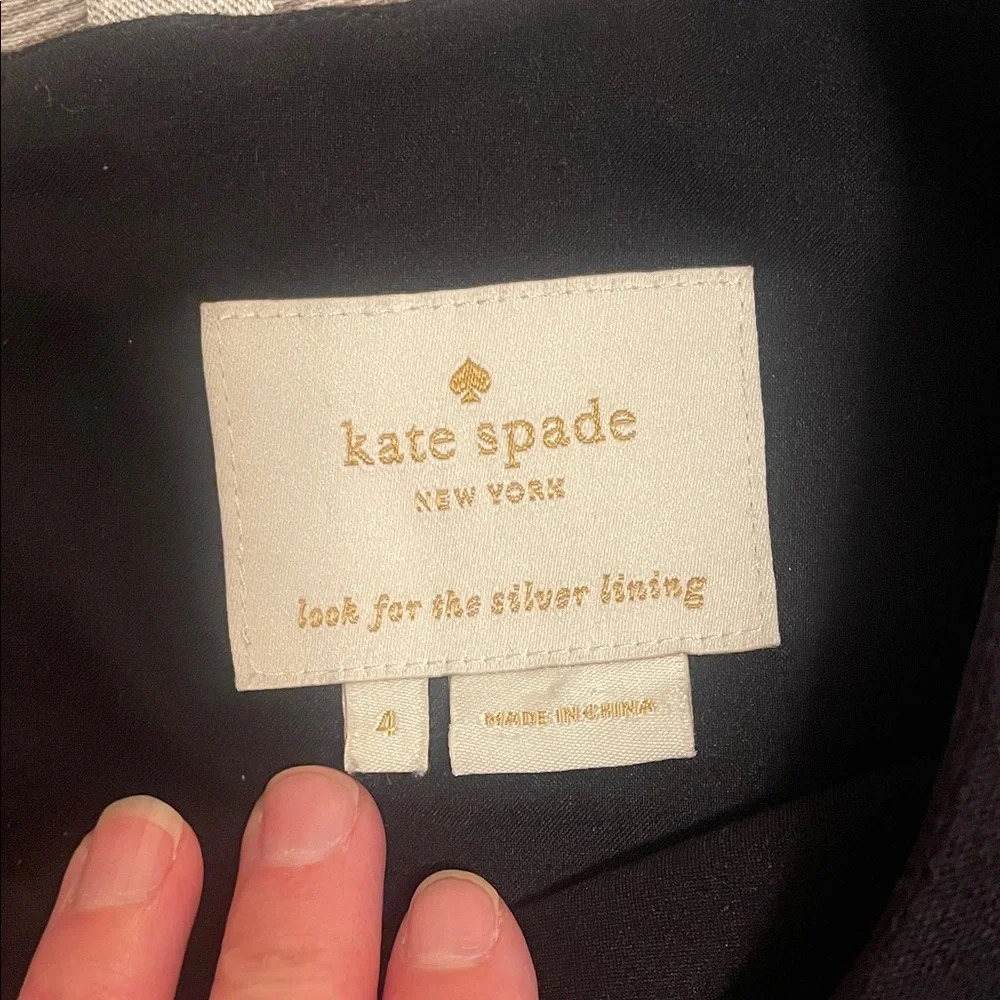 kate spade
NEW YORK
look for the silver lining
4
MADE IN CHINA